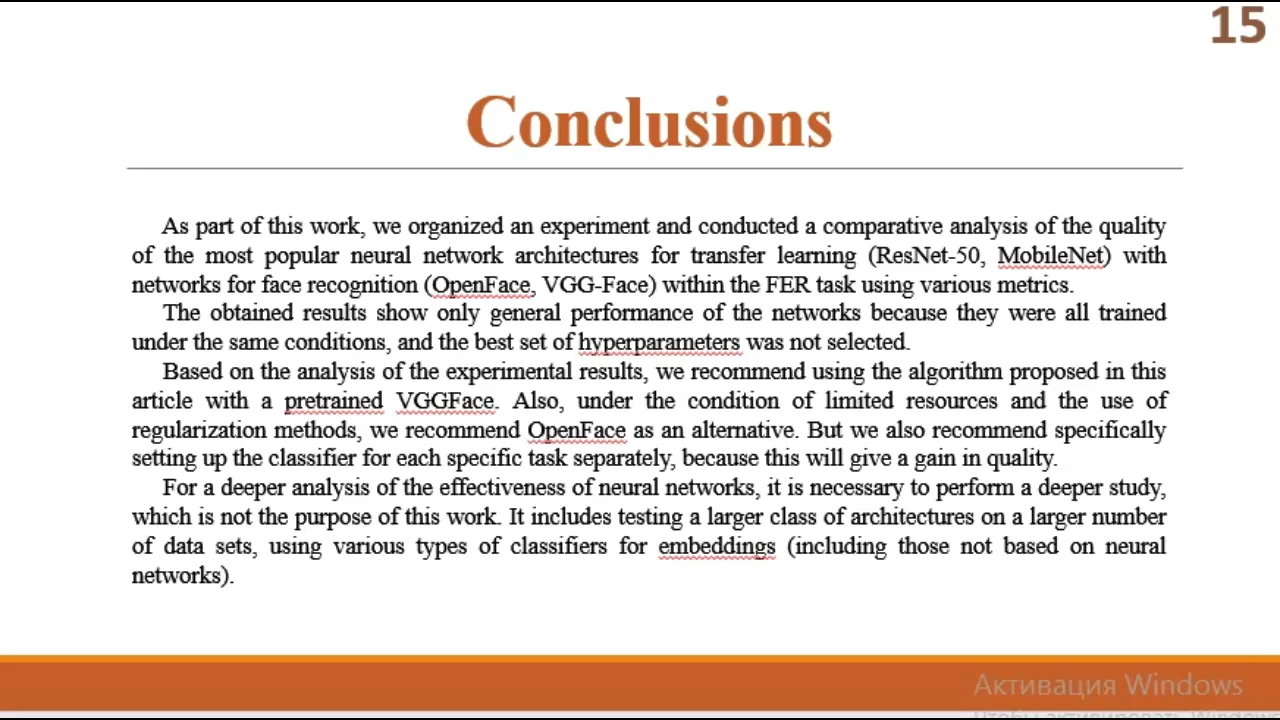 15
Conclusions
As part of this work, we organized an experiment and conducted a comparative analysis of the quality
of the most popular neural network architectures for transfer learning (ResNet-50, MobileNet) with
networks for face recognition (OpenFace, VGG-Face) within the FER task using various metrics.
The obtained results show only general performance of the networks because they were all trained
under the same conditions, and the best set of hyperparameters was not selected.
Based on the analysis of the experimental results, we recommend using the algorithm proposed in this
article with a pretrained VGGFace. Also, under the condition of limited resources and the use of
regularization methods, we recommend OpenFace as an alternative. But we also recommend specifically
setting up the classifier for each specific task separately, because this will give a gain in quality.
For a deeper analysis of the effectiveness of neural networks, it is necessary to perform a deeper study,
which is not the purpose of this work. It includes testing a larger class of architectures on a larger number
of data sets, using various types of classifiers for embeddings (including those not based on neural
networks).
Активация Windows